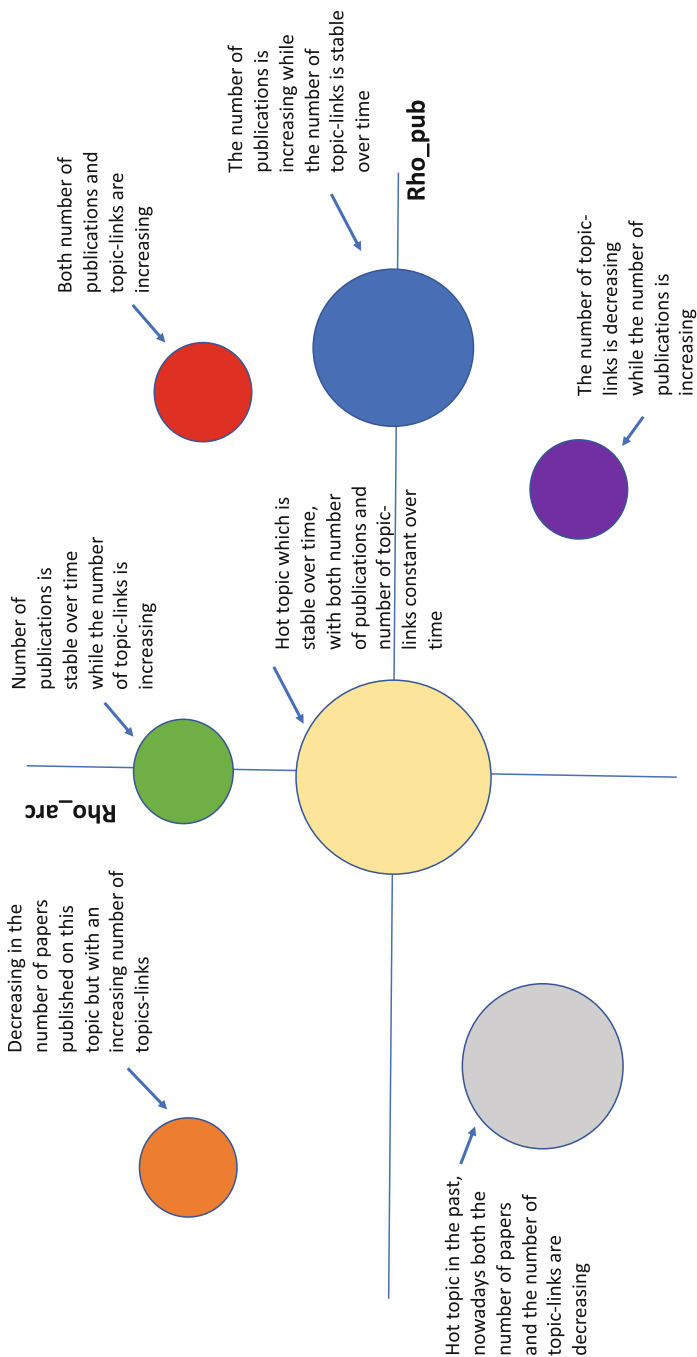 Decreasing in the
number of papers
published on this
topic but with an
increasing number of
topics-links
Rho_arc
Number of
publications is
stable over time
while the number
of topic-links is
increasing
Both number of
publications and
topic-links are
increasing
The number of
publications is
increasing while
the number of
topic-links is stable
over time
Rho_pub
Hot topic which is
stable over time,
with both number
of publications and
number of topic-
links constant over
time
Hot topic in the past,
nowadays both the
number of papers
and the number of
topic-links are
decreasing
The number of topic-
links is decreasing
while the number of
publications is
increasing